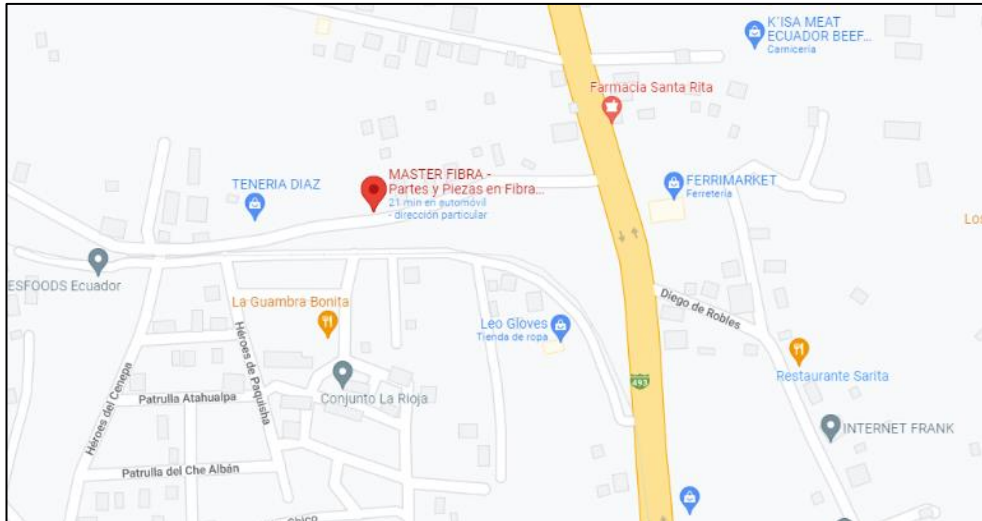 K´ISA MEAT
ECUADOR BEEF...
Carnicería
Farmacia Santa Rita
MASTER FIBRA -
Partes y Piezas en Fibra...
21 min en automóvil
- dirección particular
TENERIA DIAZ
FERRIMARKET
Ferretería
Los
ESFOODS Ecuador
La Guambra Bonita
Leo Gloves
Tienda de ropa
Diego de Robles
Héroes del Cenepa
Héroes de Paquisha
Restaurante Sarita
493
Patrulla Atahualpa
Conjunto La Rioja
INTERNET FRANK
Patrulla del Che Albán